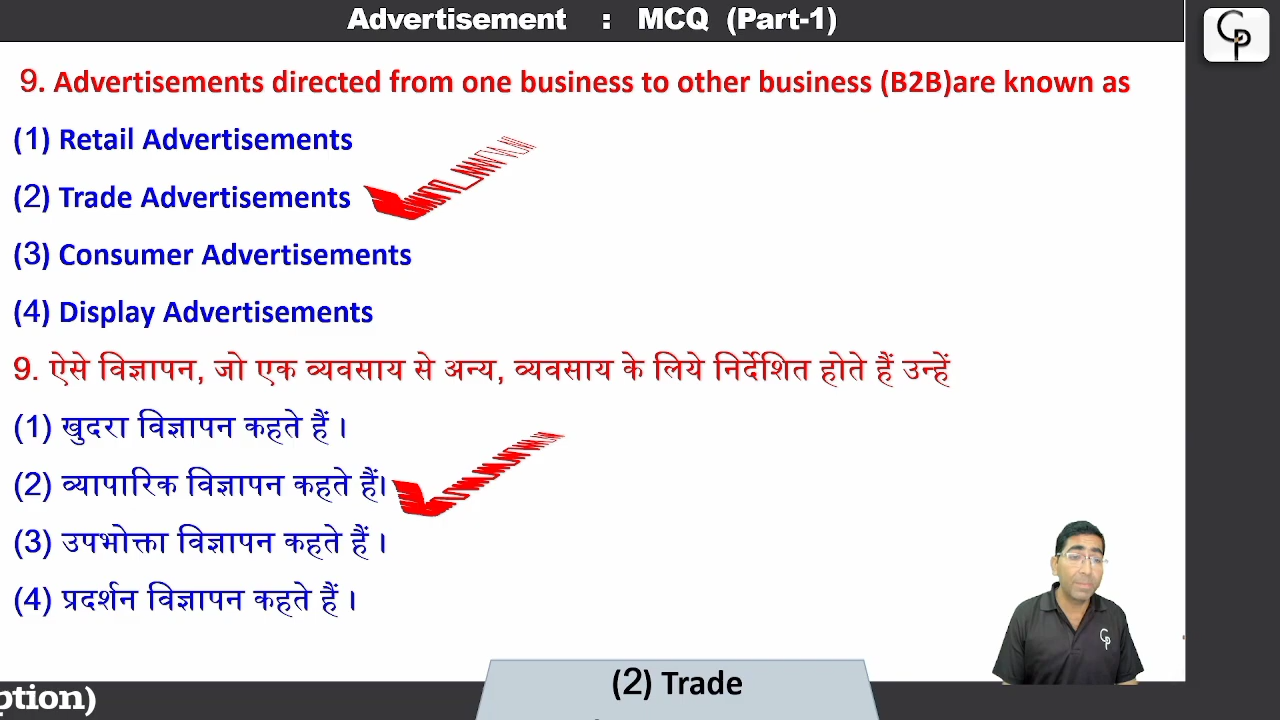 Advertisement : MCQ (Part-1)
CP
9. Advertisements directed from one business to other business (B2B)are known as
(1) Retail Advertisements
(2) Trade Advertisements
(3) Consumer Advertisements
(4) Display Advertisements
9. ऐसे विज्ञापन, जो एक व्यवसाय से अन्य, व्यवसाय के लिये निर्देशित होते हैं उन्हें
(1) खुदरा विज्ञापन कहते हैं ।
(2) व्यापारिक विज्ञापन कहते हैं।
(3) उपभोक्ता विज्ञापन कहते हैं ।
(4) प्रदर्शन विज्ञापन कहते हैं ।
CP
(2) Trade
ption)